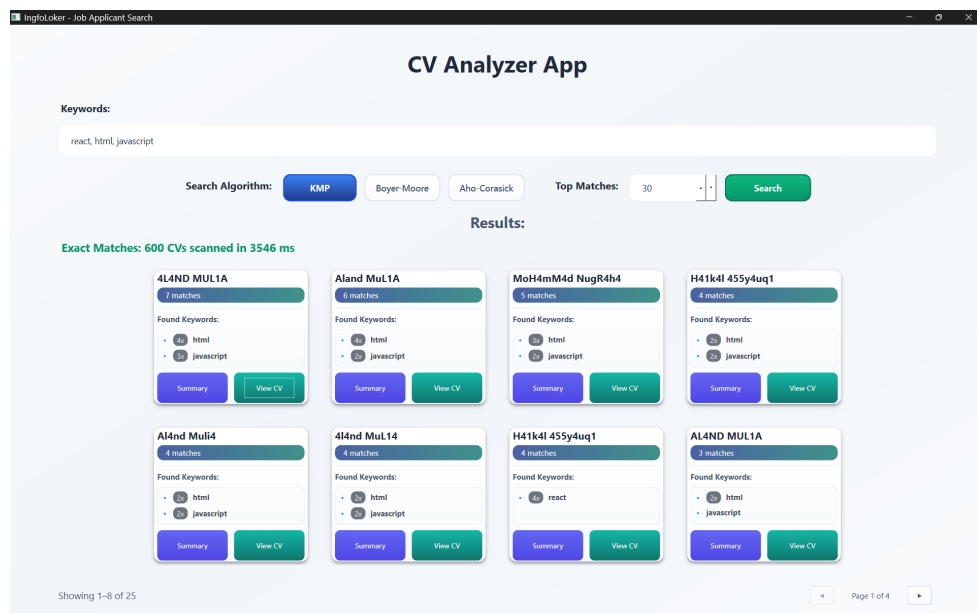 IngfoLoker - Job Applicant Search
CV Analyzer App
Keywords:
react, html, javascript
Search Algorithm: KMP Boyer-Moore Aho-Corasick Top Matches: 30 Search
Results:
Exact Matches: 600 CVs scanned in 3546 ms
4L4ND MUL1A
7 matches
Found Keywords:
• 4x html
• 3x javascript
Summary View CV
Aland MuL1A
6 matches
Found Keywords:
• 4x html
• 2x javascript
Summary View CV
MoH4mM4d NugR4h4
5 matches
Found Keywords:
• 3x html
• 2x javascript
Summary View CV
H41k4l 455y4uq1
4 matches
Found Keywords:
• 2x html
• 2x javascript
Summary View CV
Al4nd Muli4
4 matches
Found Keywords:
• 2x html
• 2x javascript
Summary View CV
4l4nd MuL14
4 matches
Found Keywords:
• 2x html
• 2x javascript
Summary View CV
H41k4l 455y4uq1
4 matches
Found Keywords:
• 4x react
Summary View CV
AL4ND MUL1A
3 matches
Found Keywords:
• 2x html
• javascript
Summary View CV
Showing 1–8 of 25
Page 1 of 4